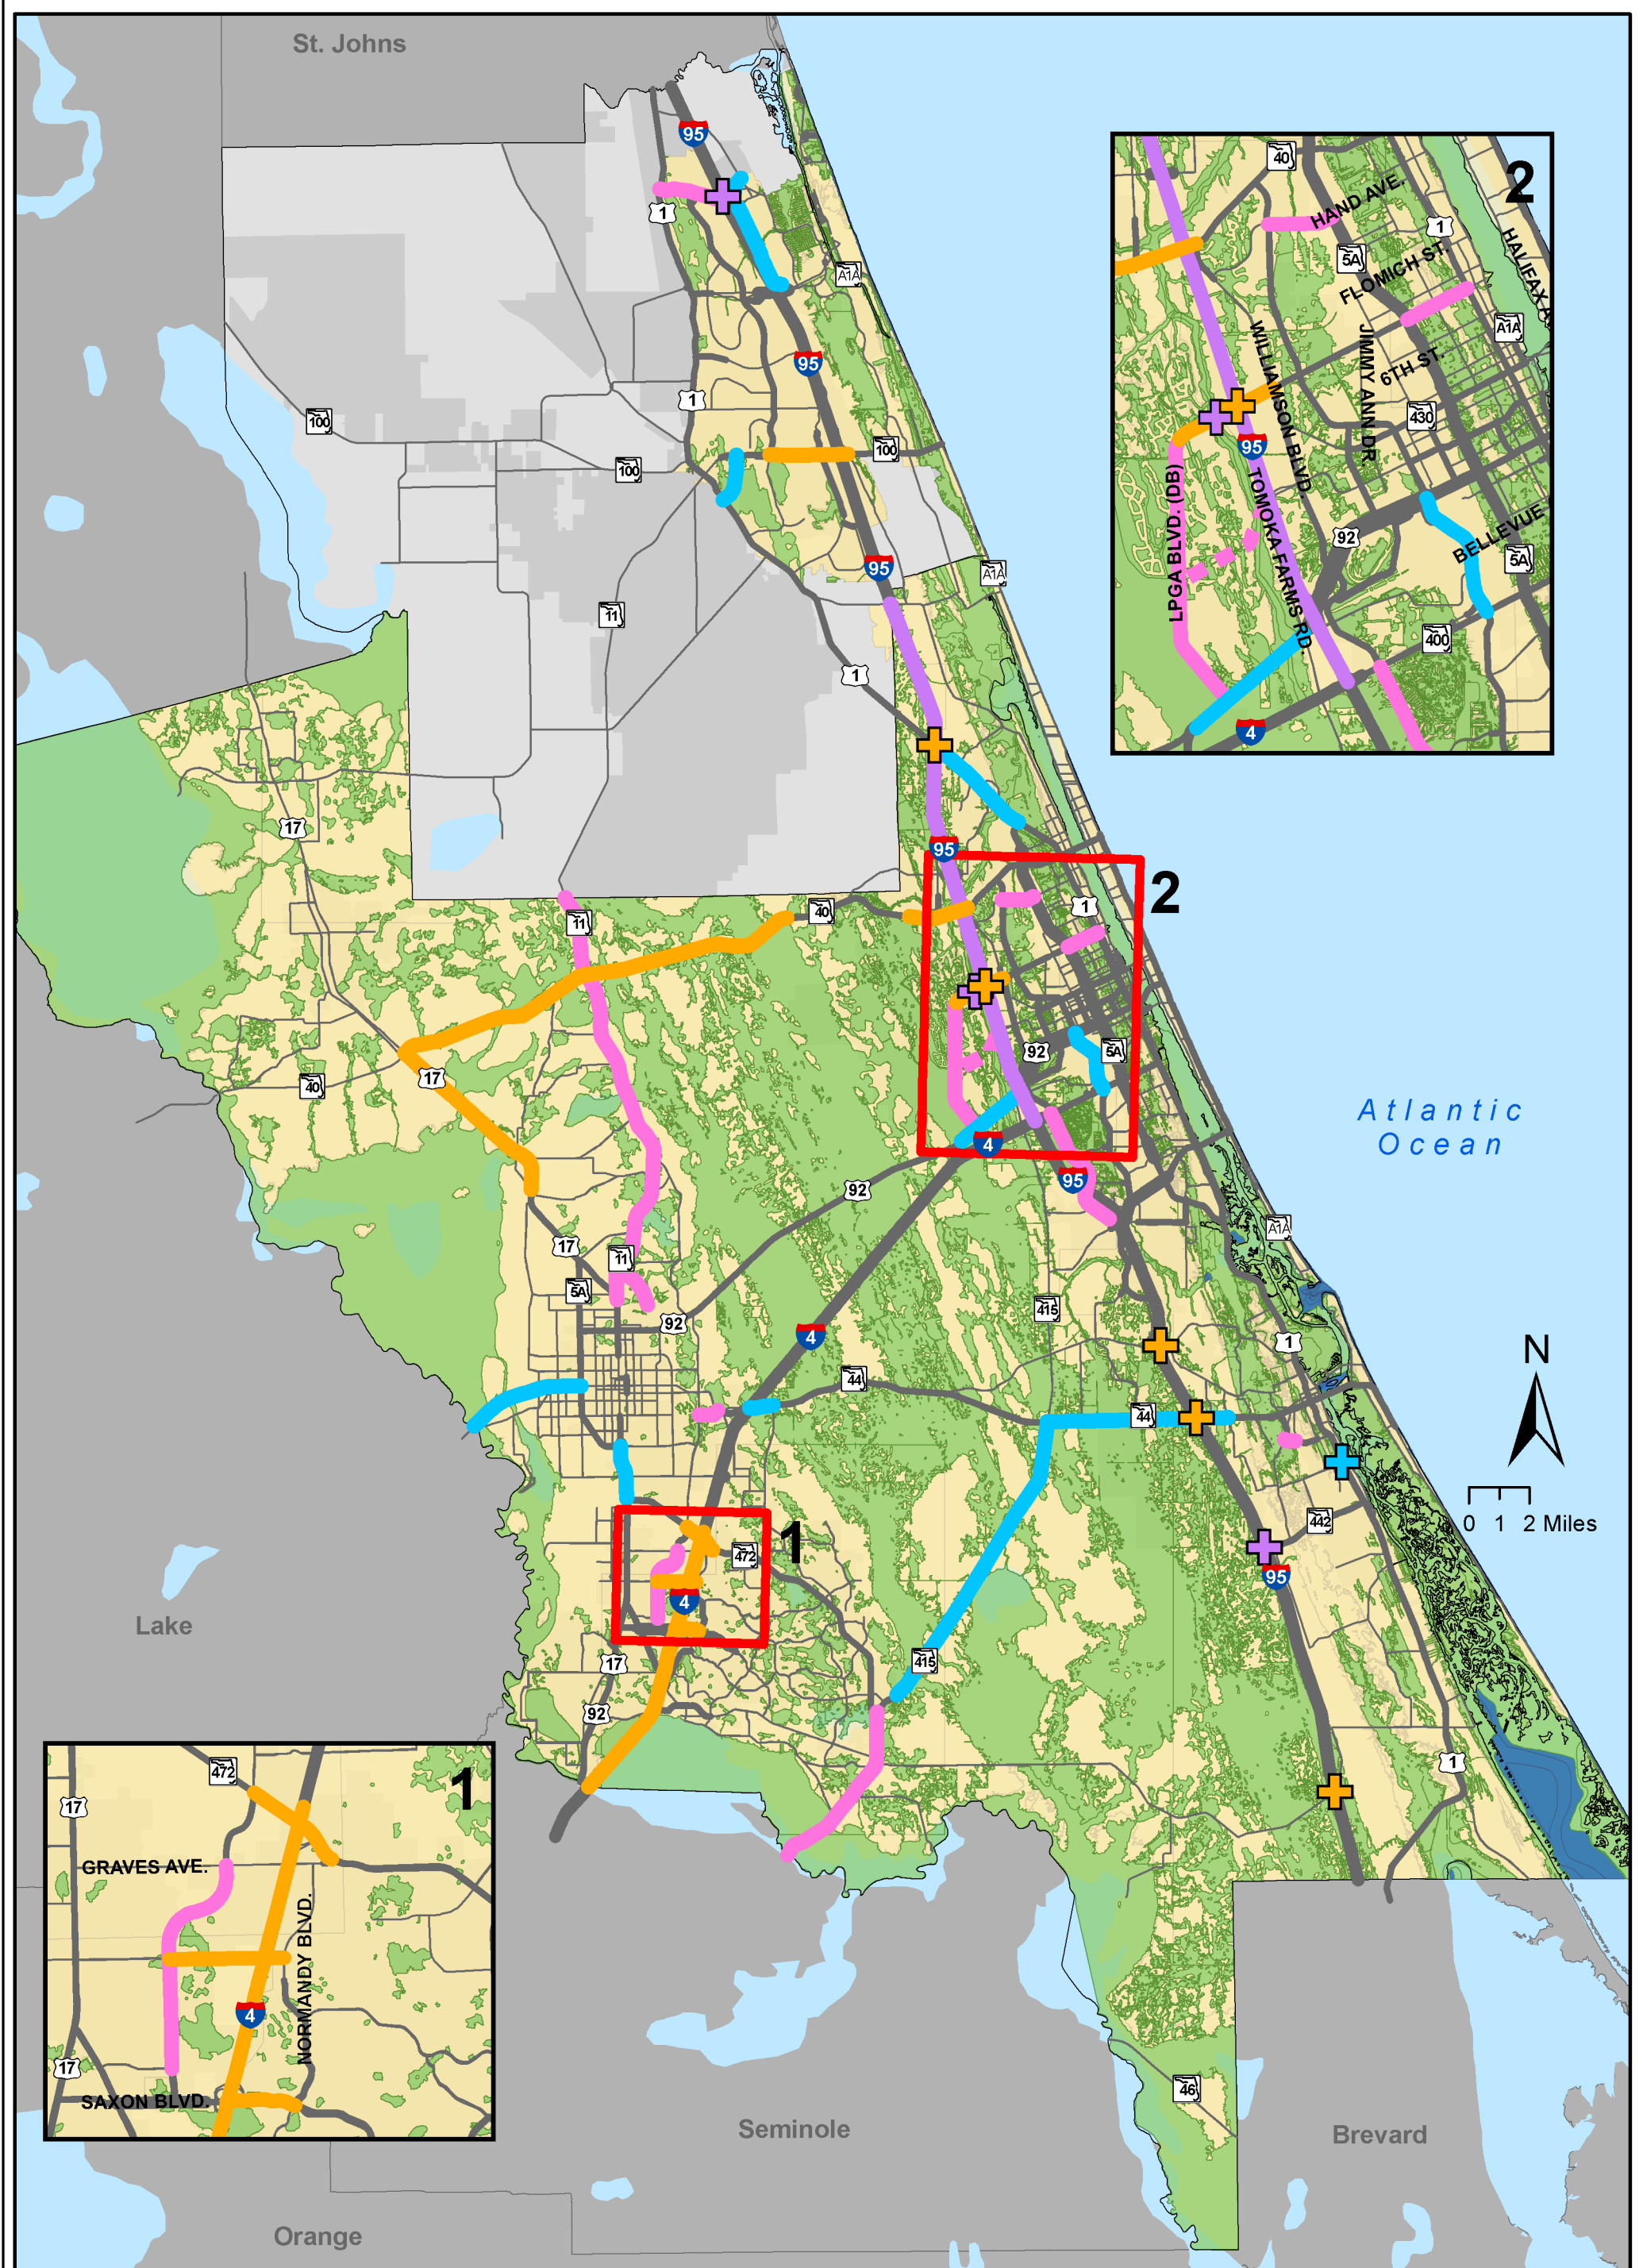 St. Johns
95
1
A1A
95
1
100
100
100
95
A1A
11
1
17
95
2
40
11
1
17
40
92
5A
4
95
92
17
11
5A
A1A
415
92
4
1
44
44
N
0 1 2 Miles
442
1
472
4
95
415
17
92
1
Atlantic
Ocean
Lake
46
Seminole
Brevard
Orange
2
40
HAND AVE.
1
HALIFAX
5A
FLOMICH ST.
A1A
WILLIAMSON BLVD.
JIMMY ANN DR.
6TH ST.
430
95
LPGA BLVD. (DB)
TOMOKA FARMS RD.
92
BELLEVUE
5A
400
4
1
472
17
GRAVES AVE.
NORMANDY BLVD.
4
17
SAXON BLVD.